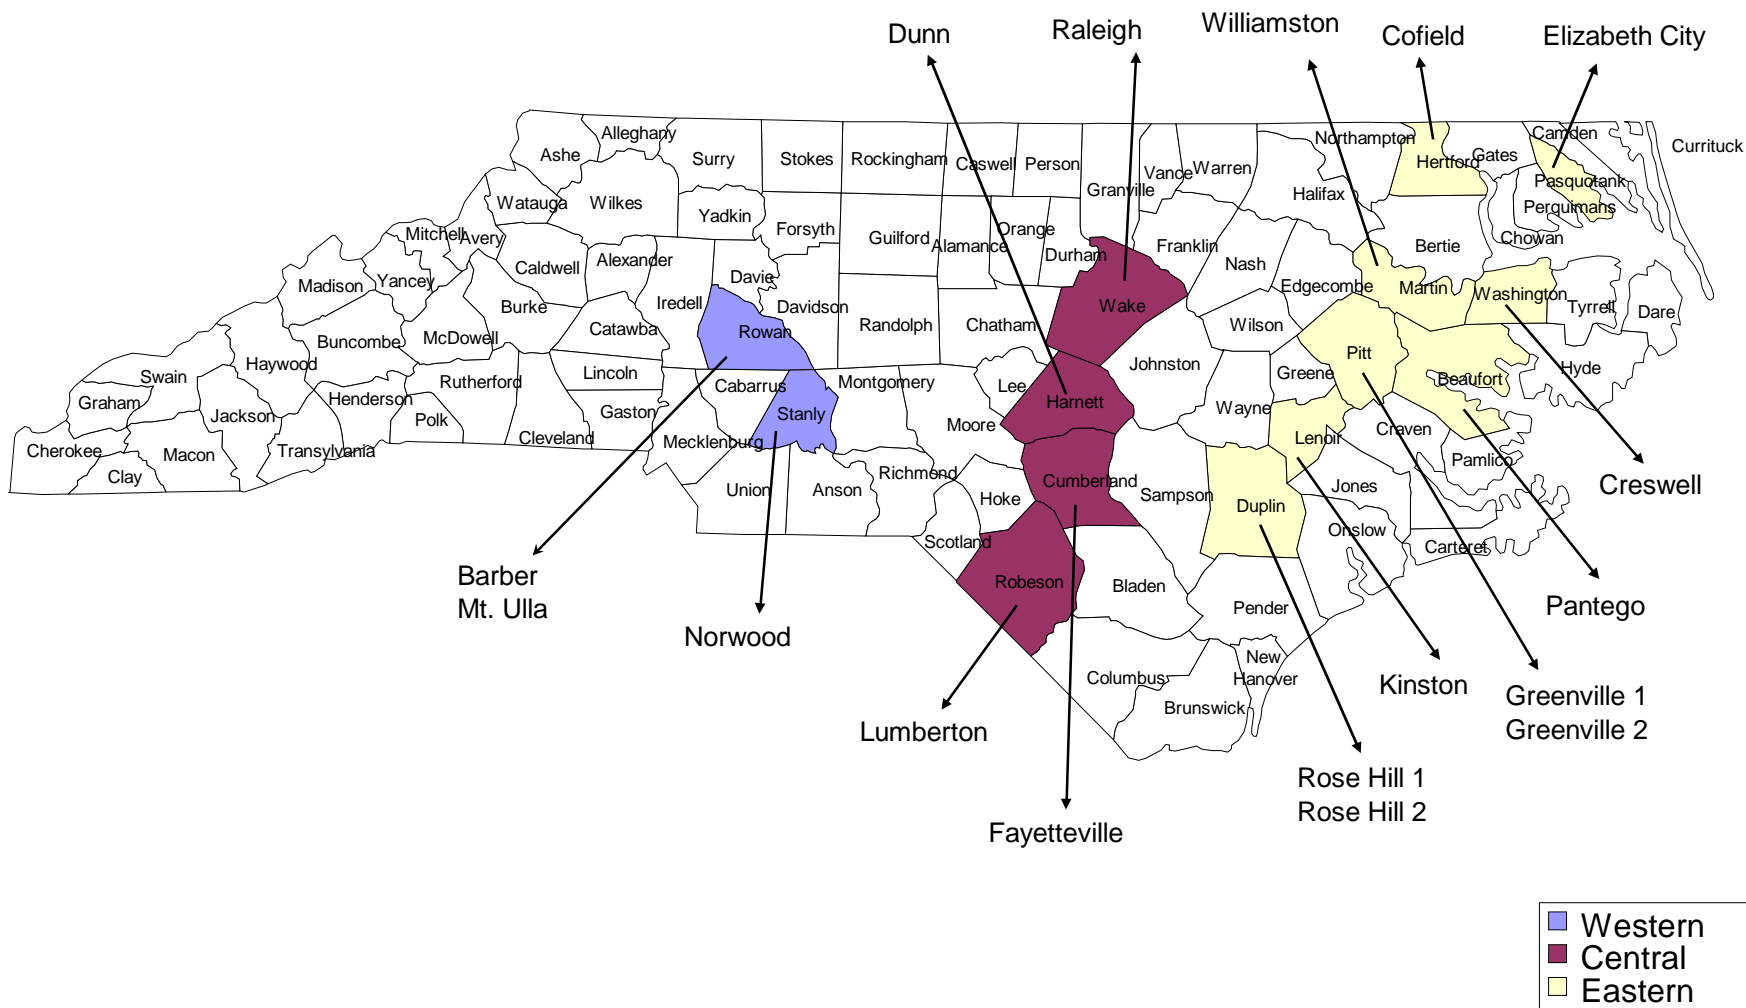 Dunn
Raleigh
Williamston
Cofield
Elizabeth City
Alleghany
Ashe
Surry
Stokes
Rockingham
Caswell
Person
Granville
Vance
Warren
Northampton
Hertford
Gates
Camden
Currituck
Pasquotank
Perquimans
Chowan
Halifax
Bertie
Watauga
Wilkes
Yadkin
Forsyth
Guilford
Alamance
Orange
Durham
Franklin
Nash
Edgecombe
Martin
Washington
Tyrrell
Dare
Mitchell
Avery
Madison
Yancey
Caldwell
Alexander
Iredell
Davie
Davidson
Randolph
Chatham
Wake
Wilson
Pitt
Beaufort
Hyde
Burke
McDowell
Catawba
Rowan
Buncombe
Haywood
Swain
Graham
Cherokee
Clay
Macon
Jackson
Transylvania
Henderson
Polk
Rutherford
Cleveland
Lincoln
Gaston
Cabarrus
Stanly
Mecklenburg
Montgomery
Moore
Lee
Harnett
Johnston
Wayne
Greene
Lenoir
Craven
Pamlico
Union
Anson
Richmond
Hoke
Scotland
Cumberland
Sampson
Duplin
Jones
Onslow
Carteret
Robeson
Bladen
Pender
New
Hanover
Columbus
Brunswick
Creswell
Barber
Mt. Ulla
Norwood
Pantego
Kinston
Greenville 1
Greenville 2
Lumberton
Rose Hill 1
Rose Hill 2
Fayetteville
Western
Central
Eastern